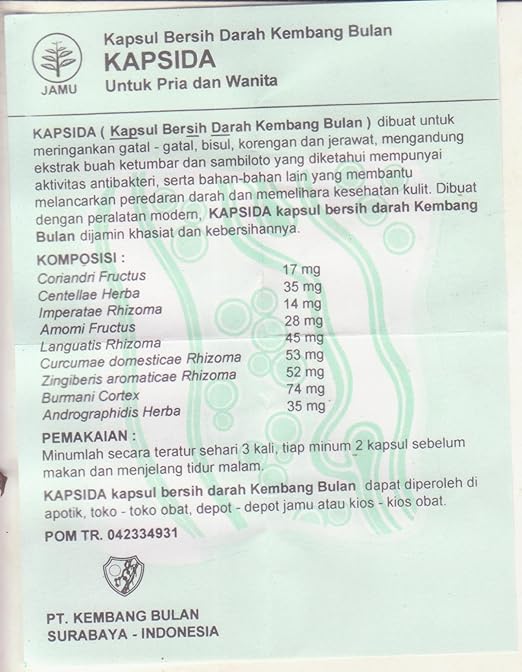 Kapsul Bersih Darah Kembang Bulan
KAPSIDA
Untuk Pria dan Wanita
JAMU
KAPSIDA ( Kapsul Bersih Darah Kembang Bulan ) dibuat untuk
meringankan gatal - gatal, bisul, korengan dan jerawat, mengandung
ekstrak buah ketumbar dan sambiloto yang diketahui mempunyai
aktivitas antibakteri, serta bahan-bahan lain yang membantu
melancarkan peredaran darah dan memelihara kesehatan kulit. Dibuat
dengan peralatan modern, KAPSIDA kapsul bersih darah Kembang
Bulan dijamin khasiat dan kebersihannya.
KOMPOSISI :
Coriandri Fructus 17 mg
Centellae Herba 35 mg
Imperatae Rhizoma 14 mg
Amomi Fructus 28 mg
Languatis Rhizoma 45 mg
Curcumae domesticae Rhizoma 53 mg
Zingiberis aromaticae Rhizoma 52 mg
Burmani Cortex 74 mg
Andrographidis Herba 35 mg
PEMAKAIAN :
Minumlah secara teratur sehari 3 kali, tiap minum 2 kapsul sebelum
makan dan menjelang tidur malam.
KAPSIDA kapsul bersih darah Kembang Bulan dapat diperoleh di
apotik, toko - toko obat, depot - depot jamu atau kios - kios obat.
POM TR. 042334931
PT. KEMBANG BULAN
SURABAYA - INDONESIA